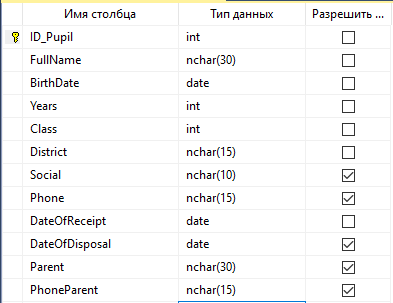 Имя столбца Тип данных Разрешить ...
ID_Pupil int
FullName nchar(30)
BirthDate date
Years int
Class int
District nchar(15)
Social nchar(10)
Phone nchar(15)
DateOfReceipt date
DateOfDisposal date
Parent nchar(30)
PhoneParent nchar(15)